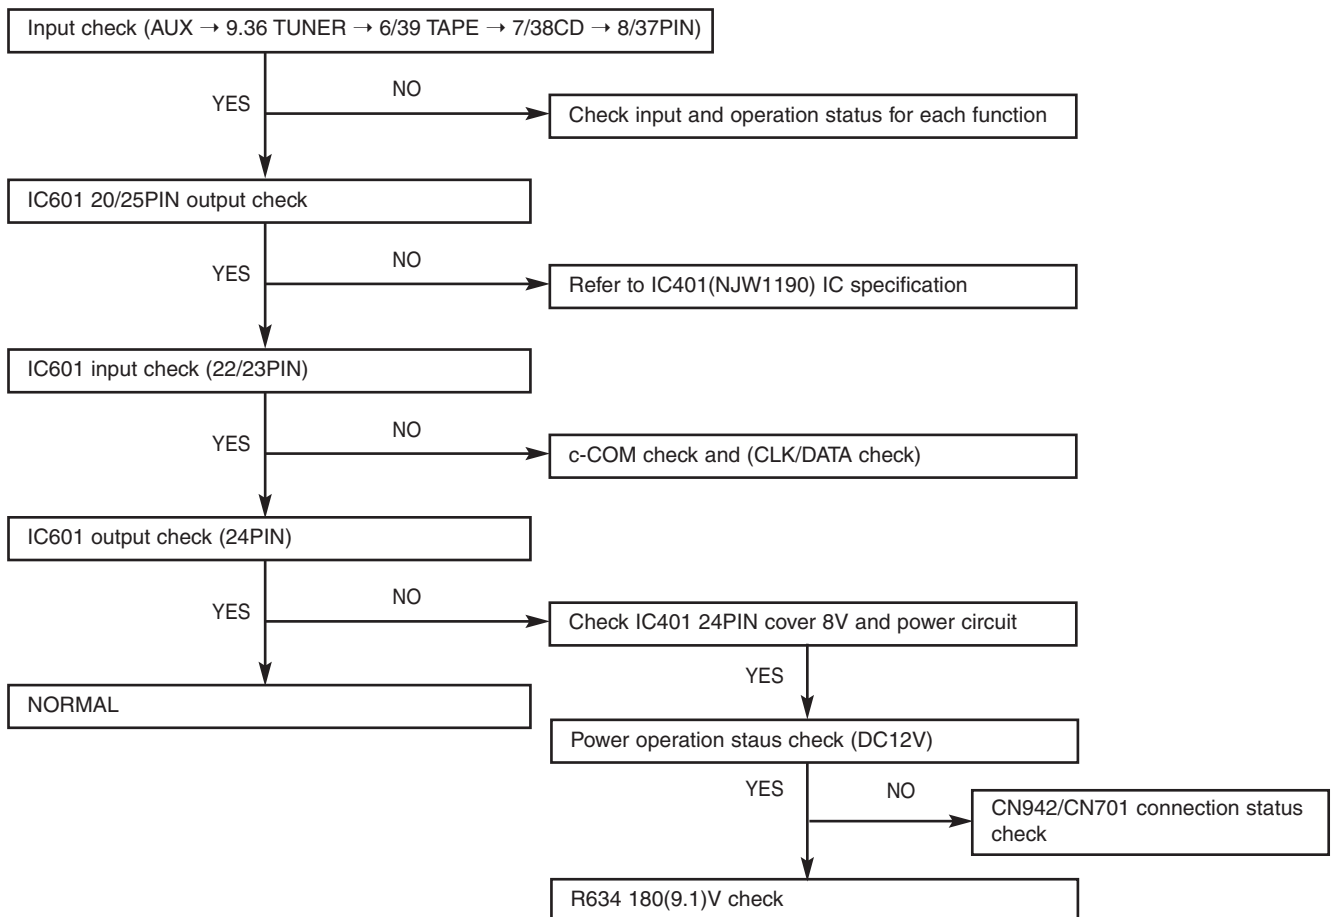 Input check (AUX → 9.36 TUNER → 6/39 TAPE → 7/38CD → 8/37PIN)
YES
NO
Check input and operation status for each function
IC601 20/25PIN output check
YES
NO
Refer to IC401(NJW1190) IC specification
IC601 input check (22/23PIN)
YES
NO
c-COM check and (CLK/DATA check)
IC601 output check (24PIN)
YES
NO
Check IC401 24PIN cover 8V and power circuit
NORMAL
YES
Power operation staus check (DC12V)
YES
NO
CN942/CN701 connection status
check
R634 180(9.1)V check